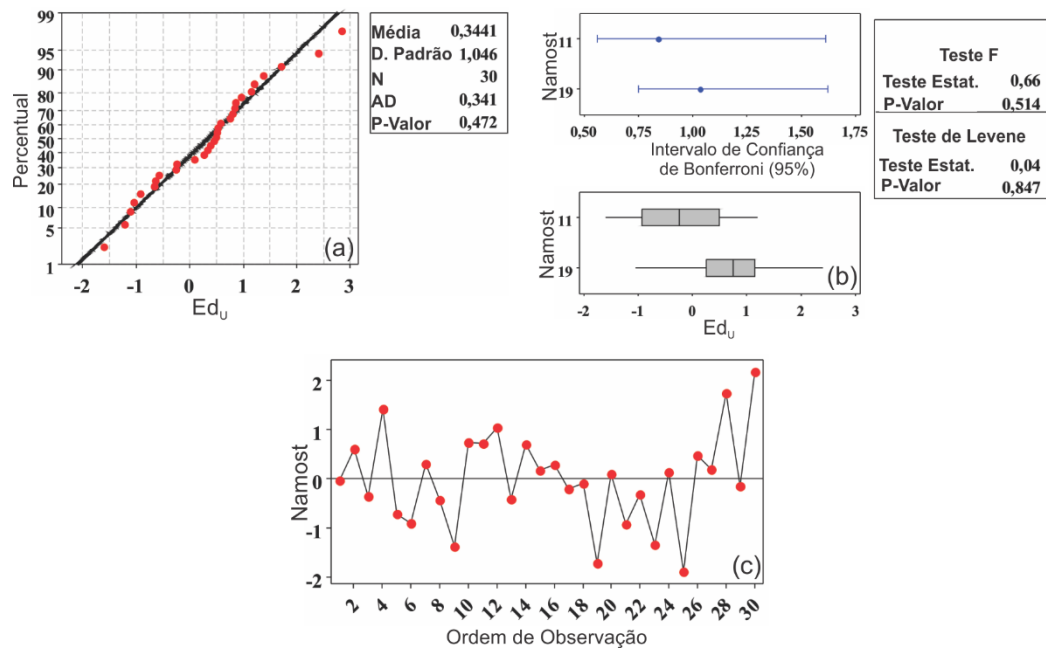 99
95
90
80
70
60
50
40
30
20
10
5
1
Percentual
-2 -1 0 1 2 3
Ed_U
(a)
Média 0,3441
D. Padrão 1,046
N 30
AD 0,341
P-Valor 0,472
Namost
11
19
0,50 0,75 1,00 1,25 1,50 1,75
Intervalo de Confiança
de Bonferroni (95%)
Teste F
Teste Estat. 0,66
P-Valor 0,514
Teste de Levene
Teste Estat. 0,04
P-Valor 0,847
Namost
11
19
(b)
-2 -1 0 1 2 3
Ed_U
Namost
2
1
0
-1
-2
(c)
2 4 6 8 10 12 14 16 18 20 22 24 26 28 30
Ordem de Observação